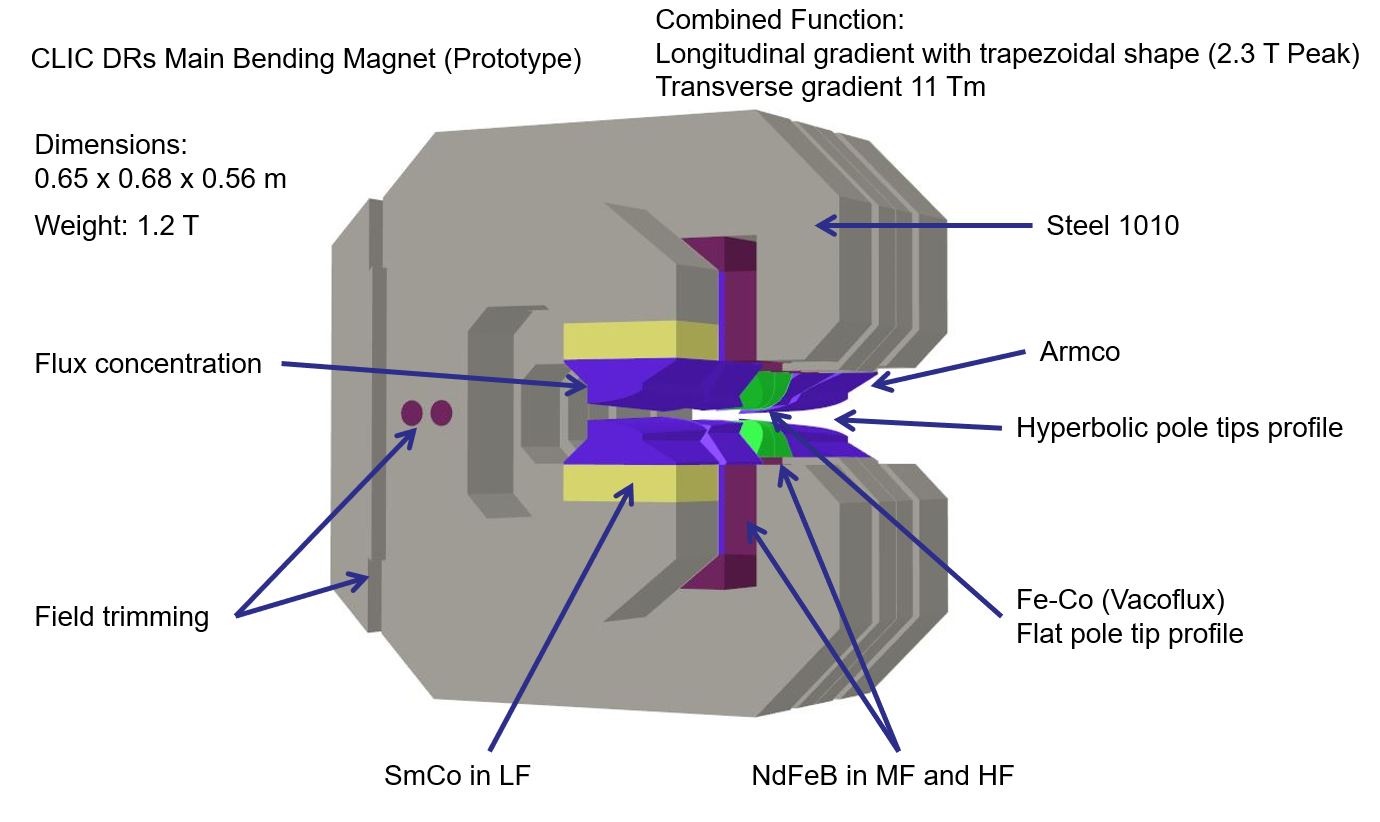 CLIC DRs Main Bending Magnet (Prototype)
Combined Function:
Longitudinal gradient with trapezoidal shape (2.3 T Peak)
Transverse gradient 11 Tm
Dimensions:
0.65 x 0.68 x 0.56 m
Weight: 1.2 T
Steel 1010
Flux concentration
Armco
Hyperbolic pole tips profile
Field trimming
Fe-Co (Vacoflux)
Flat pole tip profile
SmCo in LF
NdFeB in MF and HF